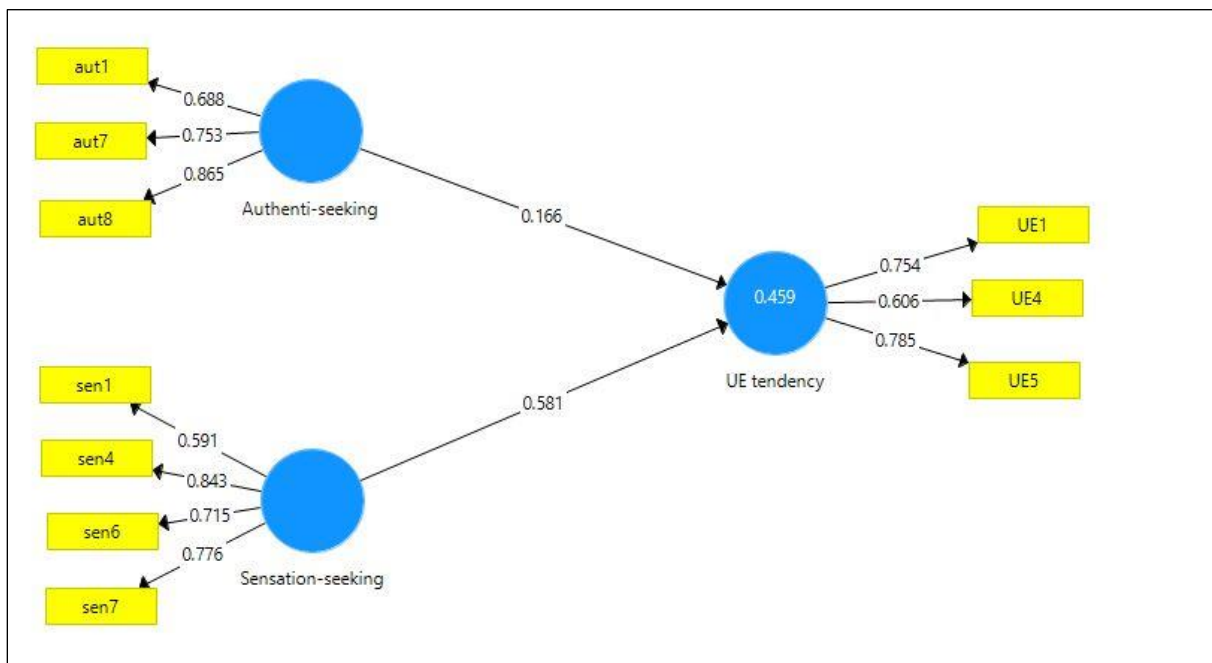 aut1
0.688
aut7
0.753
0.865
aut8
Authenti-seeking
0.166
UE1
0.754
0.459
0.606
UE4
0.785
UE5
UE tendency
sen1
0.581
0.591
sen4
0.843
0.715
sen6
0.776
Sensation-seeking
sen7